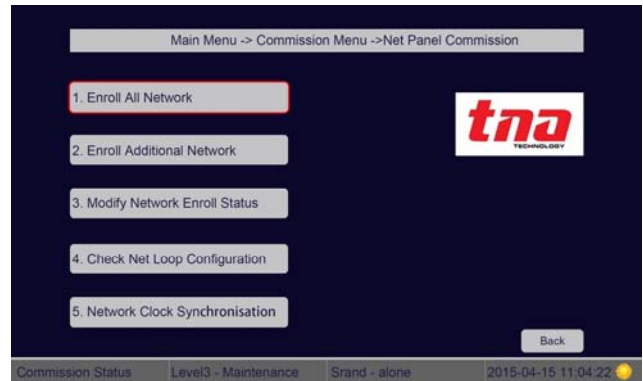 Main Menu -> Commission Menu ->Net Panel Commission
1. Enroll All Network
tna
TECHNOLOGY
2. Enroll Additional Network
3. Modify Network Enroll Status
4. Check Net Loop Configuration
5. Network Clock Synchronisation
Back
Commission Status Level3 - Maintenance Srand - alone 2015-04-15 11:04:22